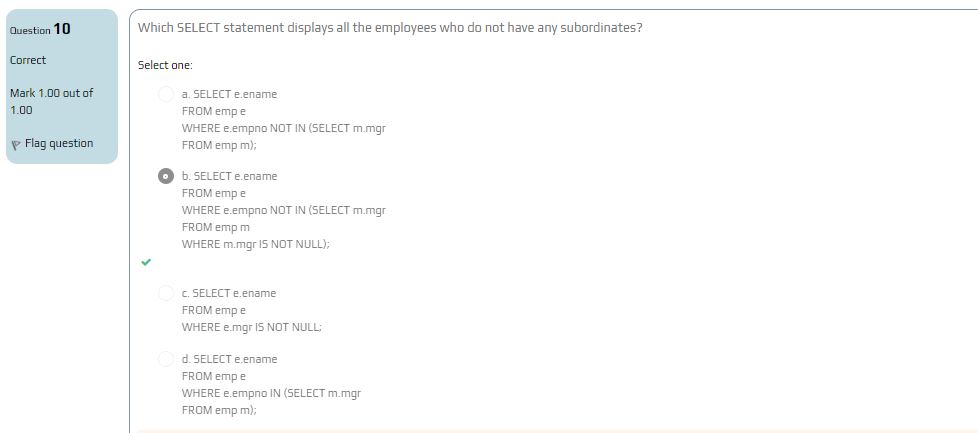 Question 10
Correct
Mark 1.00 out of
1.00
Flag question
Which SELECT statement displays all the employees who do not have any subordinates?
Select one:
a. SELECT e.ename
FROM emp e
WHERE e.empno NOT IN (SELECT m.mgr
FROM emp m);
b. SELECT e.ename
FROM emp e
WHERE e.empno NOT IN (SELECT m.mgr
FROM emp m
WHERE m.mgr IS NOT NULL);
c. SELECT e.ename
FROM emp e
WHERE e.mgr IS NOT NULL;
d. SELECT e.ename
FROM emp e
WHERE e.empno IN (SELECT m.mgr
FROM emp m);